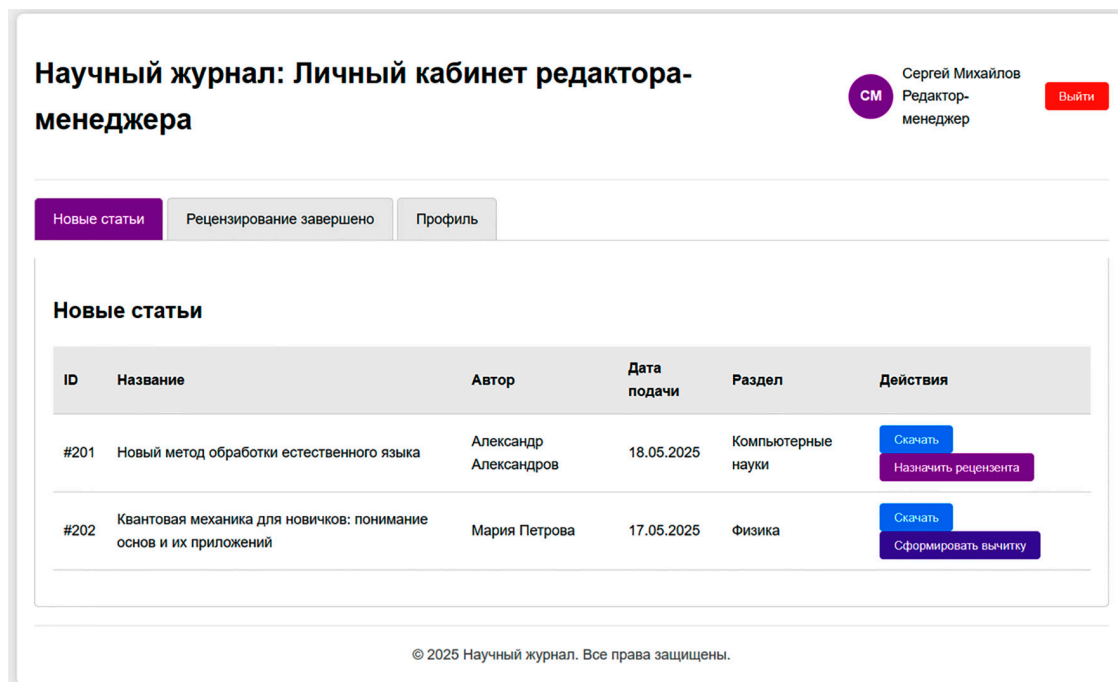 Научный журнал: Личный кабинет редактора-
менеджера
СМ
Сергей Михайлов
Редактор-
менеджер
Выйти
Новые статьи
Рецензирование завершено
Профиль
Новые статьи
ID
Название
Автор
Дата
подачи
Раздел
Действия
#201
Новый метод обработки естественного языка
Александр
Александров
18.05.2025
Компьютерные
науки
Скачать
Назначить рецензента
#202
Квантовая механика для новичков: понимание
основ и их приложений
Мария Петрова
17.05.2025
Физика
Скачать
Сформировать вычитку
© 2025 Научный журнал. Все права защищены.